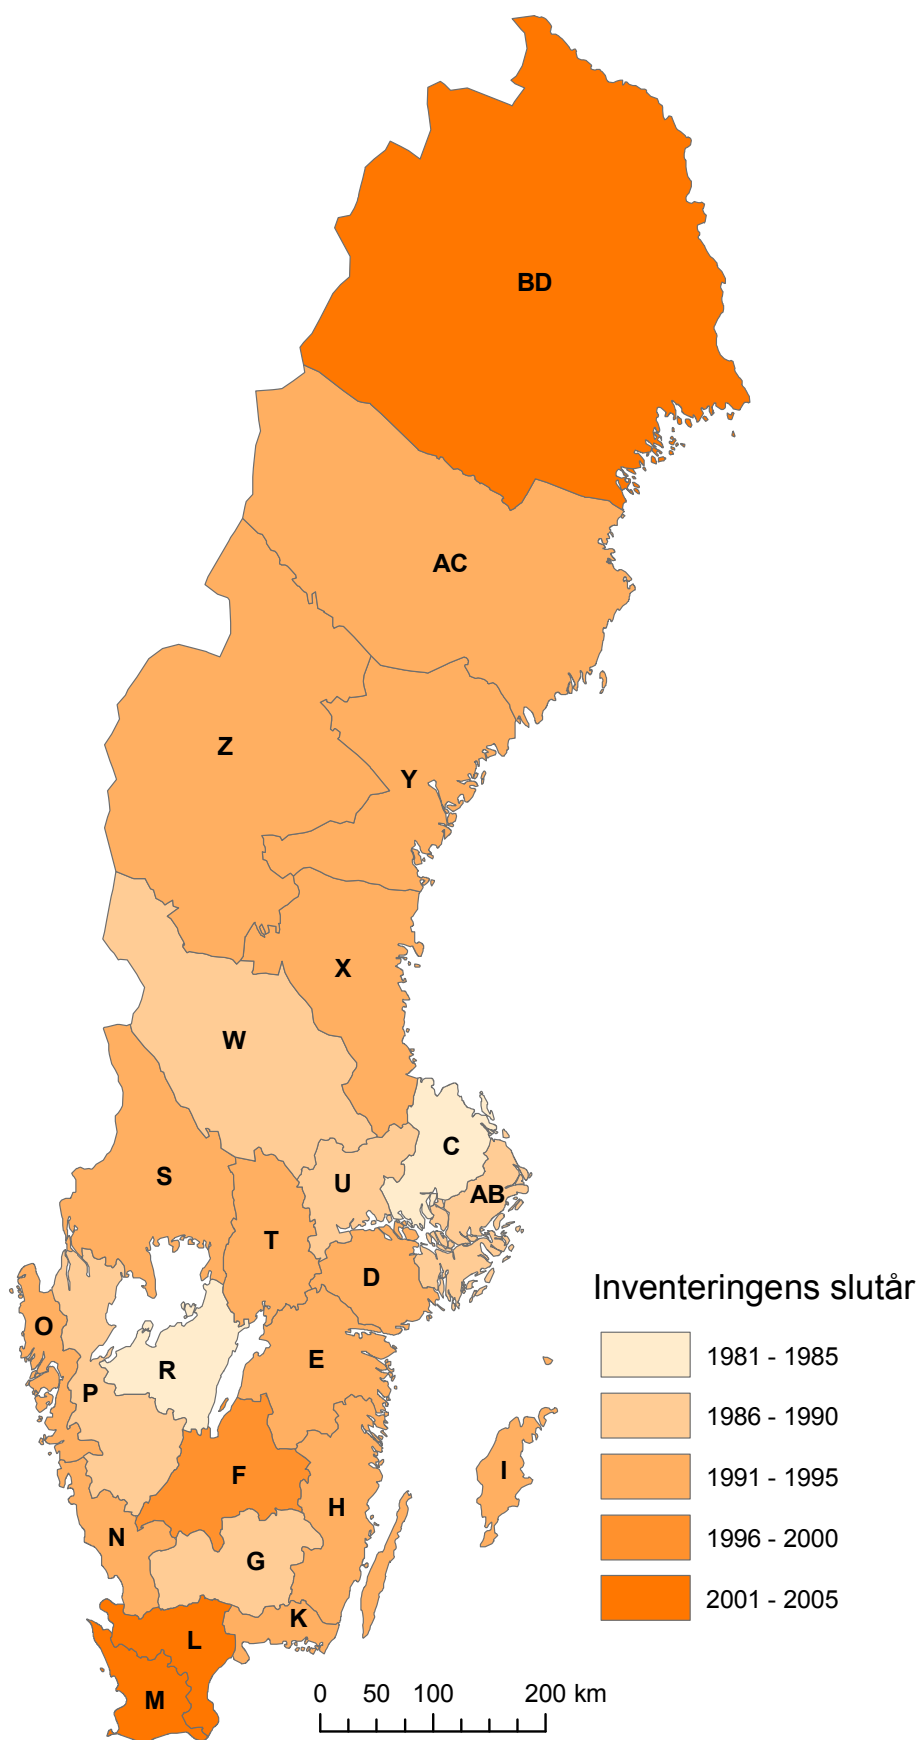 BD
AC
Z
Y
X
W
C
S
U
AB
T
D
O
E
R
P
F
I
H
N
G
K
L
M
Inventeringens slutår
1981 - 1985
1986 - 1990
1991 - 1995
1996 - 2000
2001 - 2005
0 50 100 200 km